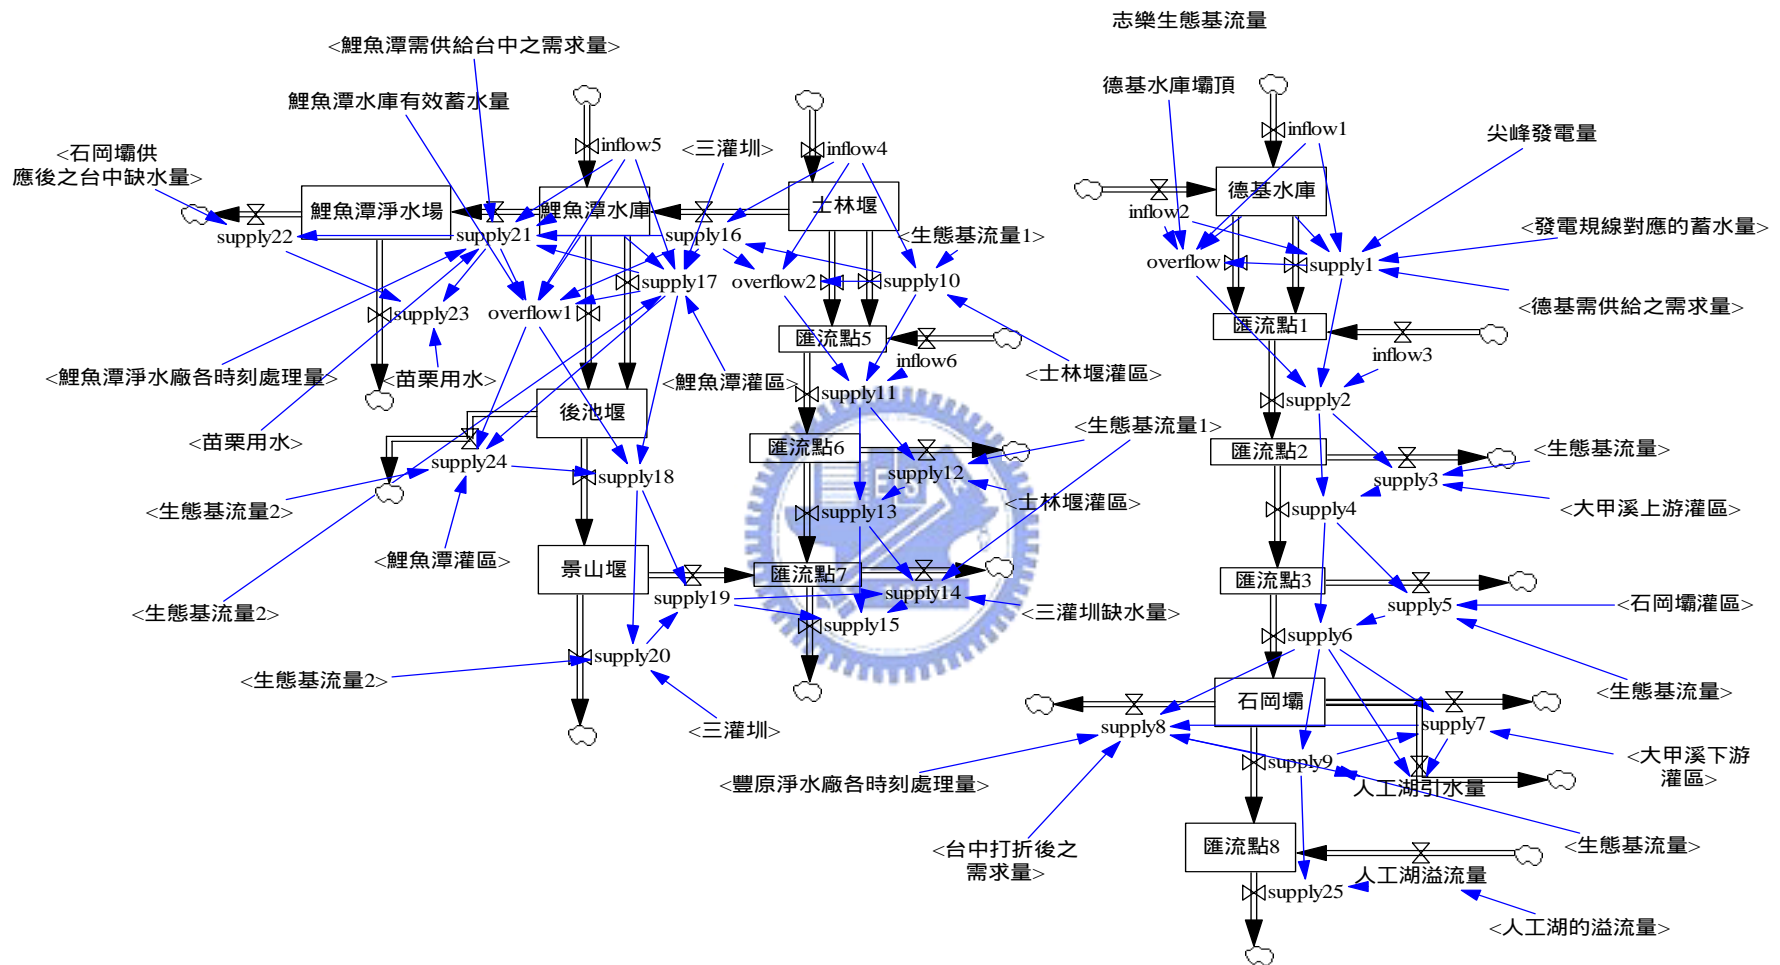 志樂生態基流量
<鯉魚潭需供給台中之需求量>
德基水庫壩頂
鯉魚潭水庫有效蓄水量
inflow5
<三灌圳>
inflow4
inflow1
尖峰發電量
<石岡壩供
應後之台中缺水量>
鯉魚潭淨水場
鯉魚潭水庫
士林堰
德基水庫
inflow2
supply22
supply21
supply16
<生態基流量1>
<發電規線對應的蓄水量>
overflow
supply1
supply17
overflow2
supply10
supply23
overflow1
<德基需供給之需求量>
匯流點5
inflow6
匯流點1
inflow3
<鯉魚潭淨水廠各時刻處理量>
<苗栗用水>
<鯉魚潭灌區>
<士林堰灌區>
supply11
supply2
後池堰
<苗栗用水>
匯流點6
<生態基流量1>
匯流點2
<生態基流量>
supply24
supply18
supply12
supply3
<生態基流量2>
supply13
<士林堰灌區>
supply4
<大甲溪上游灌區>
<鯉魚潭灌區>
景山堰
匯流點7
匯流點3
<生態基流量2>
supply19
supply14
<三灌圳缺水量>
supply5
<石岡壩灌區>
supply15
supply6
supply20
<生態基流量2>
<生態基流量>
石岡壩
<三灌圳>
supply8
supply7
<大甲溪下游
灌區>
supply9
<豐原淨水廠各時刻處理量>
人工湖引水量
<台中打折後之
需求量>
匯流點8
<生態基流量>
人工湖溢流量
supply25
<人工湖的溢流量>